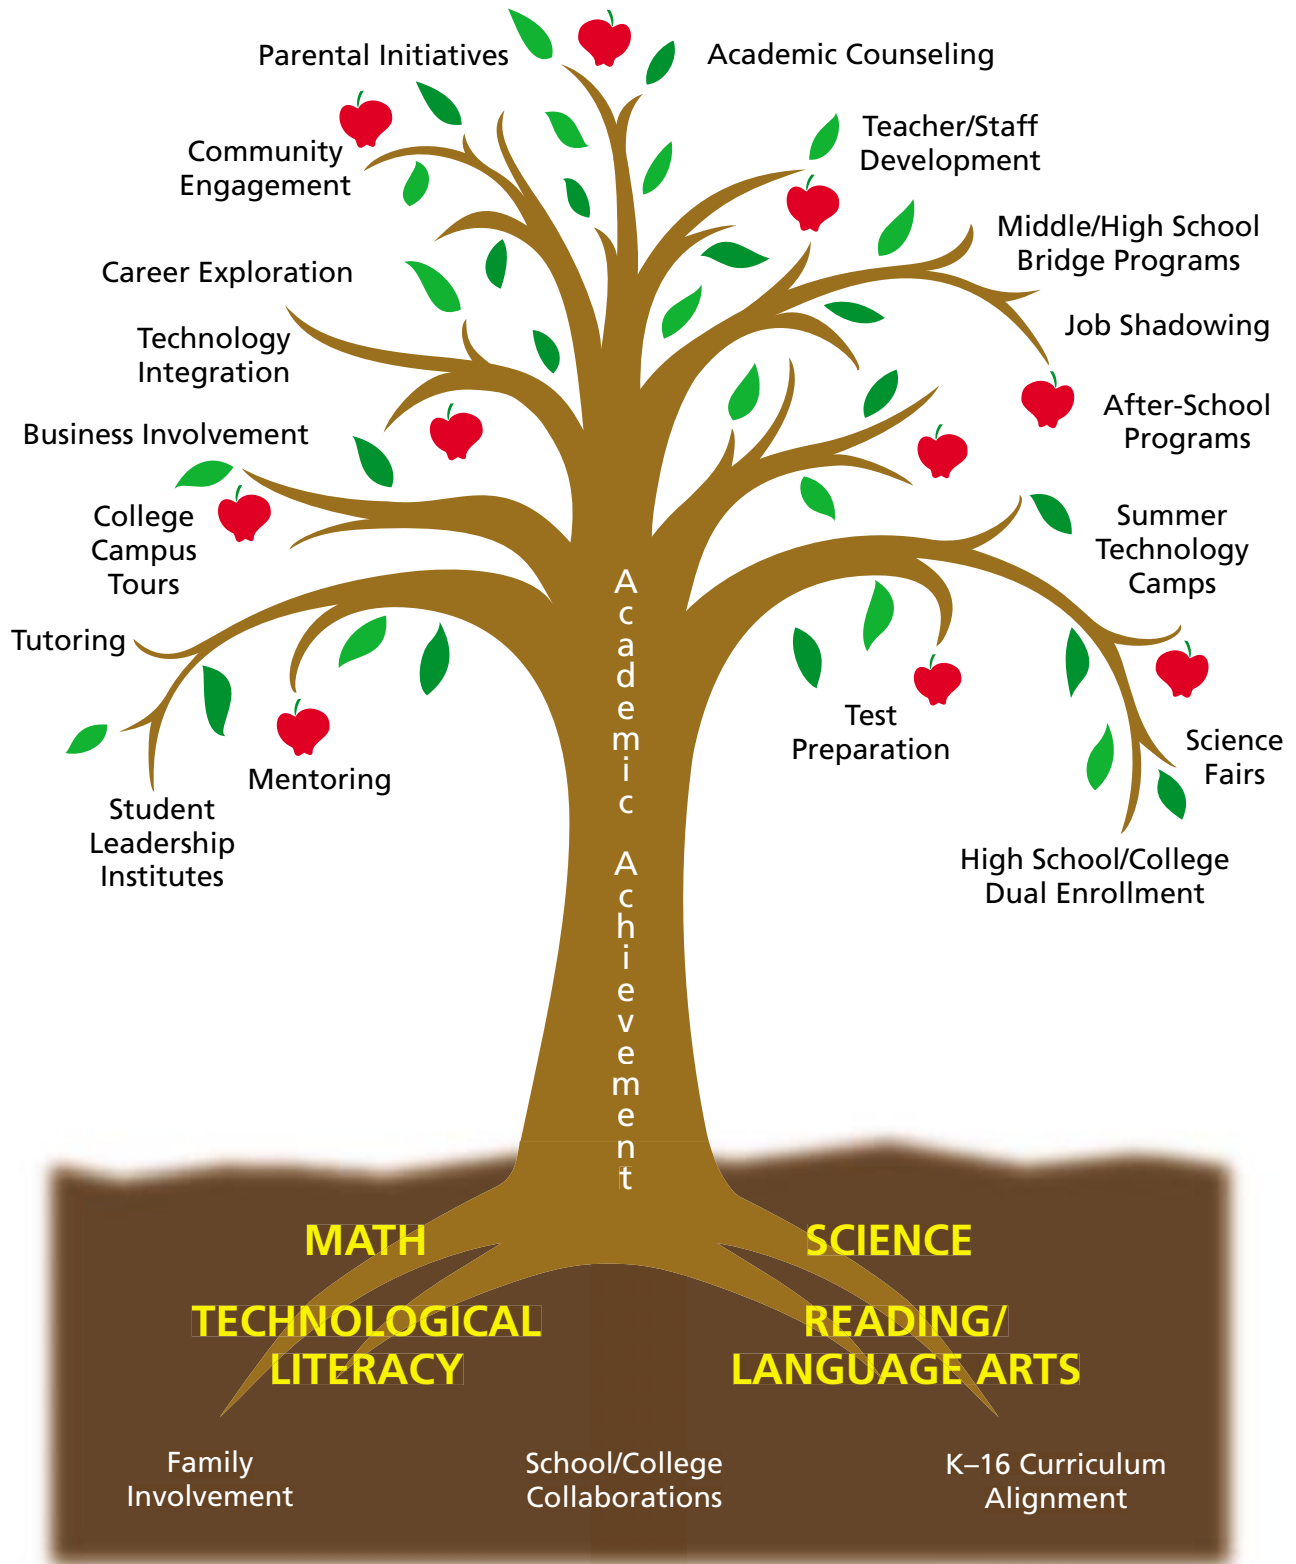 Parental Initiatives
Academic Counseling
Community
Engagement
Teacher/Staff
Development
Career Exploration
Middle/High School
Bridge Programs
Technology
Integration
Job Shadowing
Business Involvement
After-School
Programs
College
Campus
Tours
Summer
Technology
Camps
Tutoring
Mentoring
Test
Preparation
Science
Fairs
Student
Leadership
Institutes
High School/College
Dual Enrollment
Academic Achievement
MATH
SCIENCE
TECHNOLOGICAL
LITERACY
READING/
LANGUAGE ARTS
Family
Involvement
School/College
Collaborations
K–16 Curriculum
Alignment